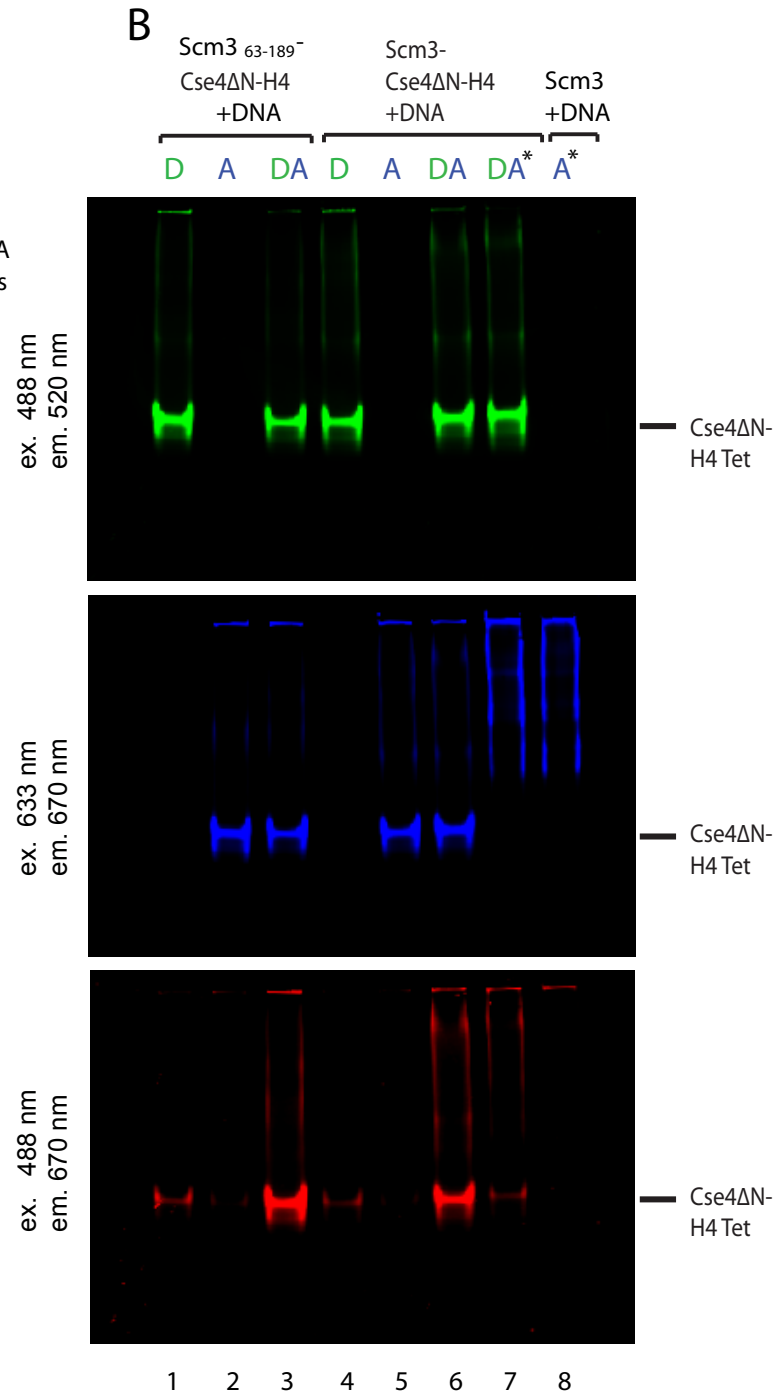 B
Scm3 63-189-
Cse4ΔN-H4
+DNA
Scm3-
Cse4ΔN-H4
+DNA
Scm3
+DNA
D A DA D A DA DA* A*
A
s
ex. 488 nm
em. 520 nm
Cse4ΔN-
H4 Tet
ex. 633 nm
em. 670 nm
Cse4ΔN-
H4 Tet
ex. 488 nm
em. 670 nm
Cse4ΔN-
H4 Tet
1 2 3 4 5 6 7 8